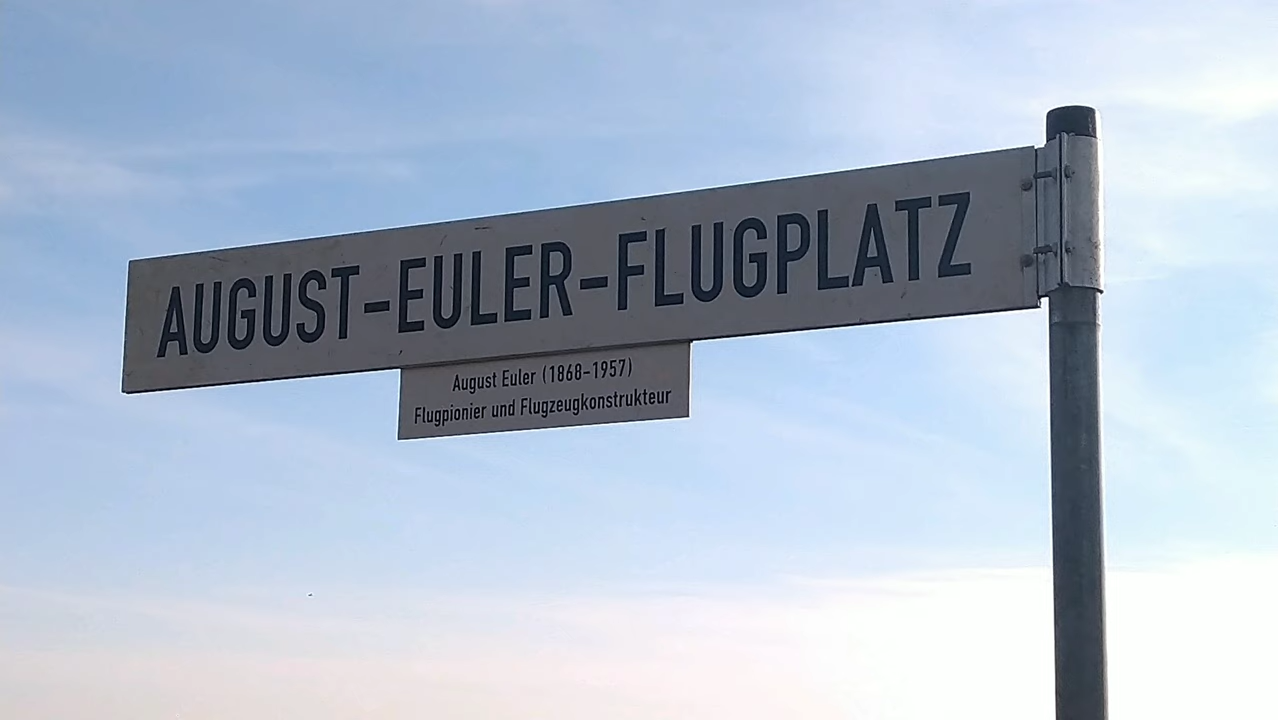 AUGUST-EULER-FLUGPLATZ
August Euler (1868-1957)
Flugpionier und Flugzeugkonstrukteur